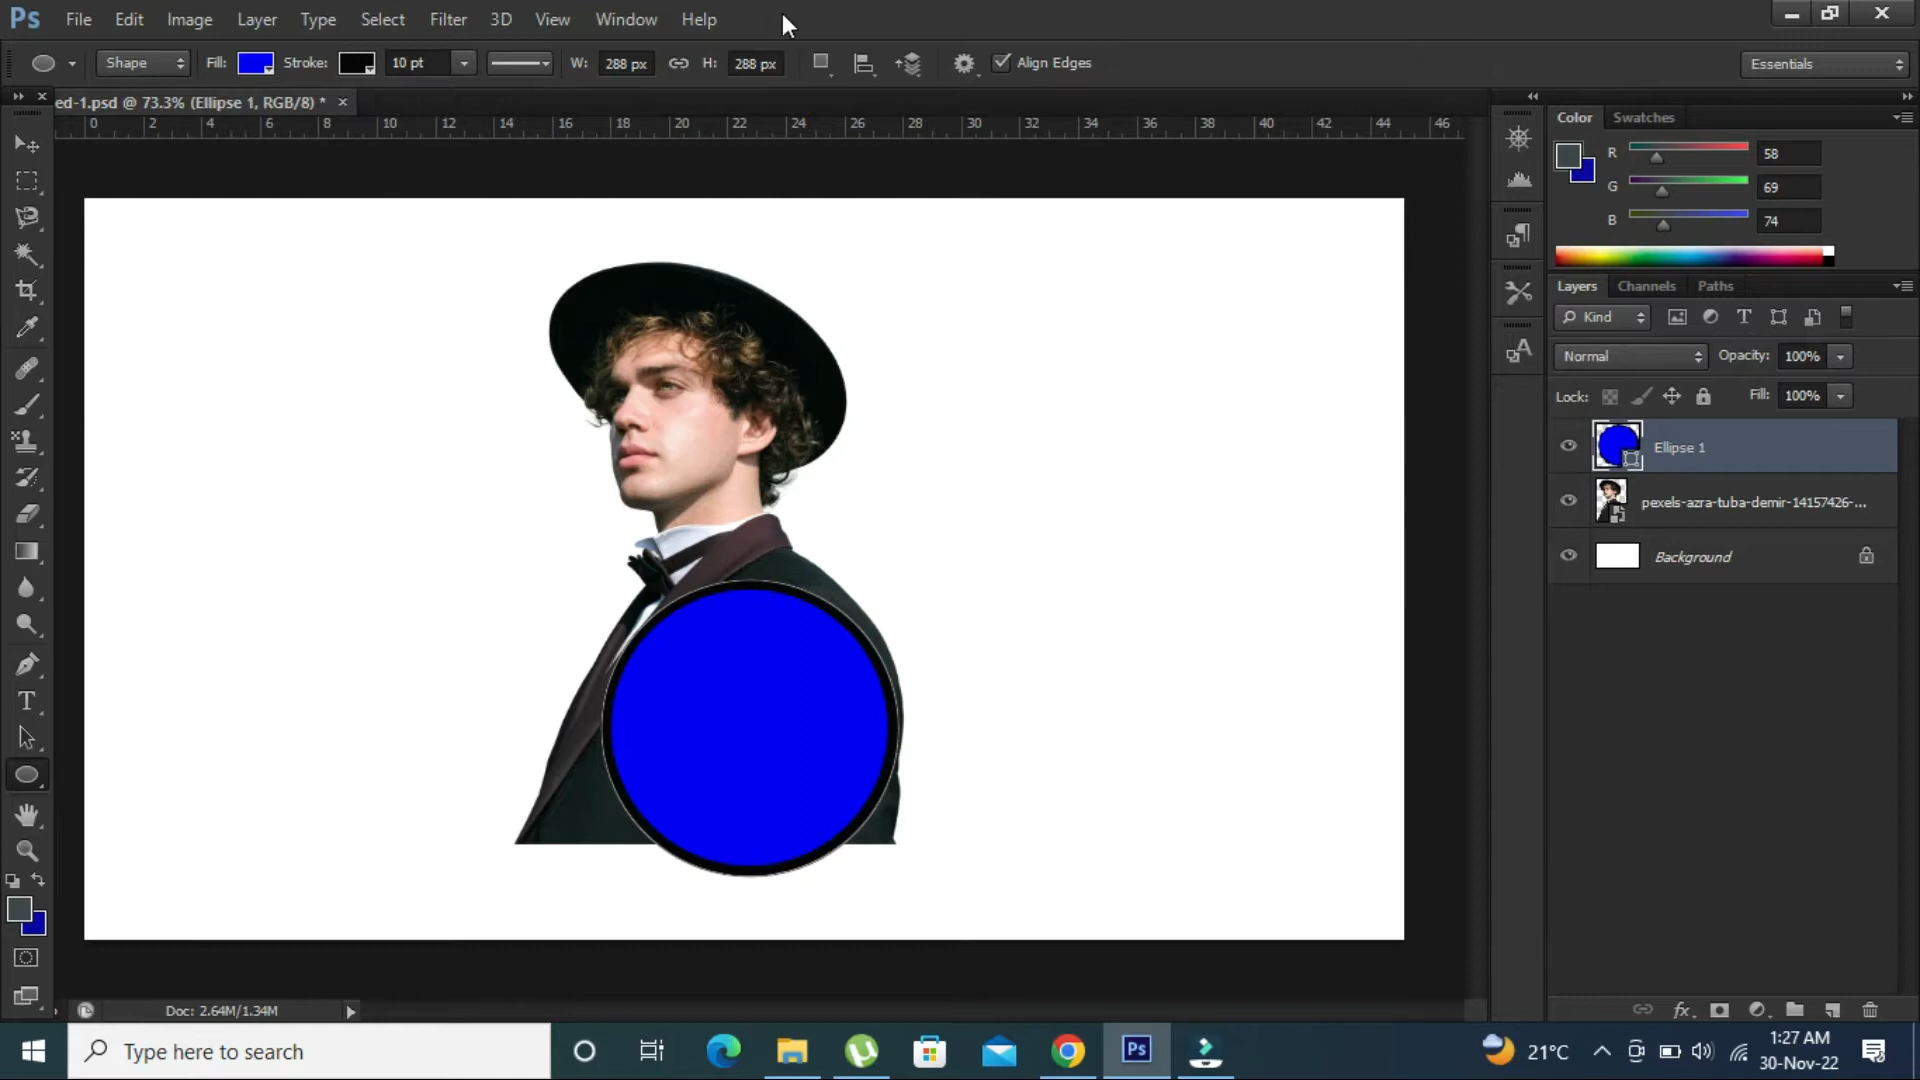 Ps File Edit Image Layer Type Select Filter 3D View Window Help
Shape Fill: Stroke: 10 pt W: 288 px H: 288 px Align Edges Essentials
ed-1.psd @ 73.3% (Ellipse 1, RGB/8) * ×
0 2 4 6 8 10 12 14 16 18 20 22 24 26 28 30 32 34 36 38 40 42 44 46
Color Swatches
R 58
G 69
B 74
Layers Channels Paths
Kind
Normal Opacity: 100%
Lock: Fill: 100%
Ellipse 1
pexels-azra-tuba-demir-14157426-...
Background
Doc: 2.64M/1.34M
Type here to search
Ps
21°C
1:27 AM
30-Nov-22